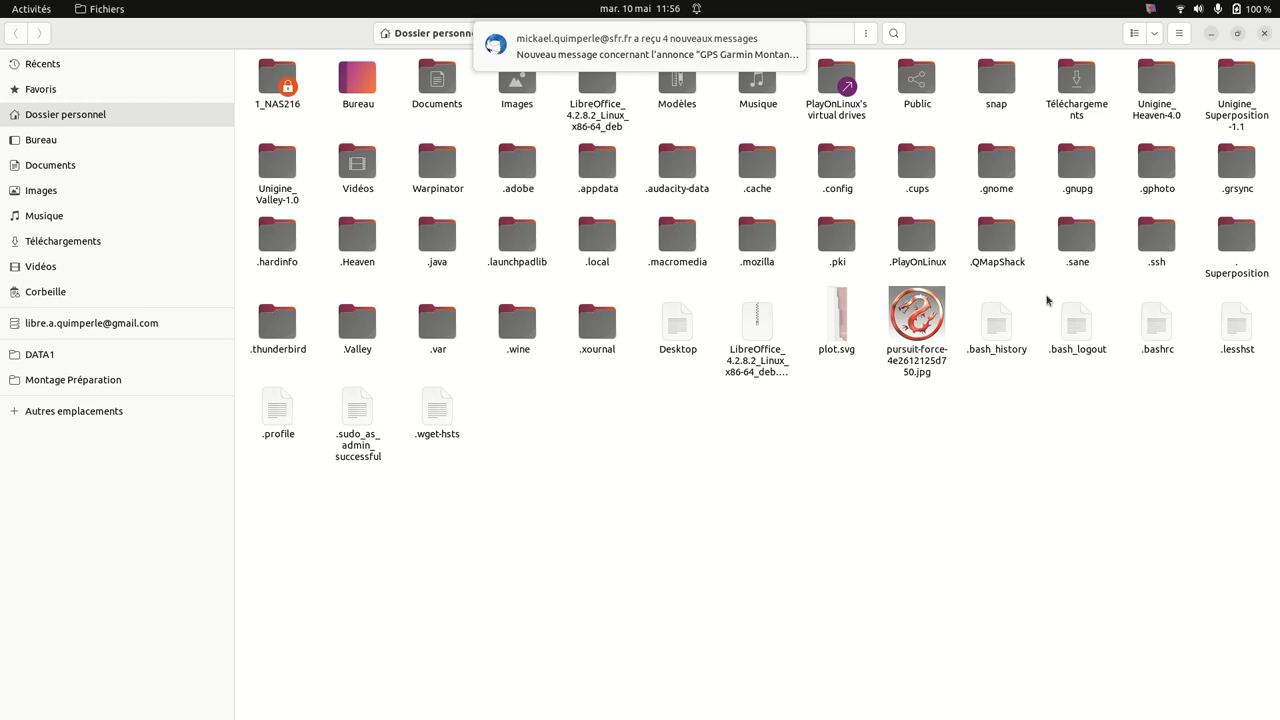 Activités
Fichiers
mar. 10 mai 11:56
100 %
Dossier personn
mickael.quimperle@sfr.fr a reçu 4 nouveaux messages
Nouveau message concernant l'annonce "GPS Garmin Montan…
Récents
Favoris
Dossier personnel
Bureau
Documents
Images
Musique
Téléchargements
Vidéos
Corbeille
libre.a.quimperle@gmail.com
DATA1
Montage Préparation
Autres emplacements
1_NAS216
Bureau
Documents
Images
LibreOffice_
4.2.8.2_Linux_
x86-64_deb
Modèles
Musique
PlayOnLinux's
virtual drives
Public
snap
Téléchargeme
nts
Unigine_
Heaven-4.0
Unigine_
Superposition
-1.1
Unigine_
Valley-1.0
Vidéos
Warpinator
.adobe
.appdata
.audacity-data
.cache
.config
.cups
.gnome
.gnupg
.gphoto
.grsync
.hardinfo
.Heaven
.java
.launchpadlib
.local
.macromedia
.mozilla
.pki
.PlayOnLinux
.QMapShack
.sane
.ssh
.
Superposition
.thunderbird
.Valley
.var
.wine
.xournal
Desktop
LibreOffice_
4.2.8.2_Linux_
x86-64_deb.…
plot.svg
pursuit-force-
4e2612125d7
50.jpg
.bash_history
.bash_logout
.bashrc
.lesshst
.profile
.sudo_as_
admin_
successful
.wget-hsts